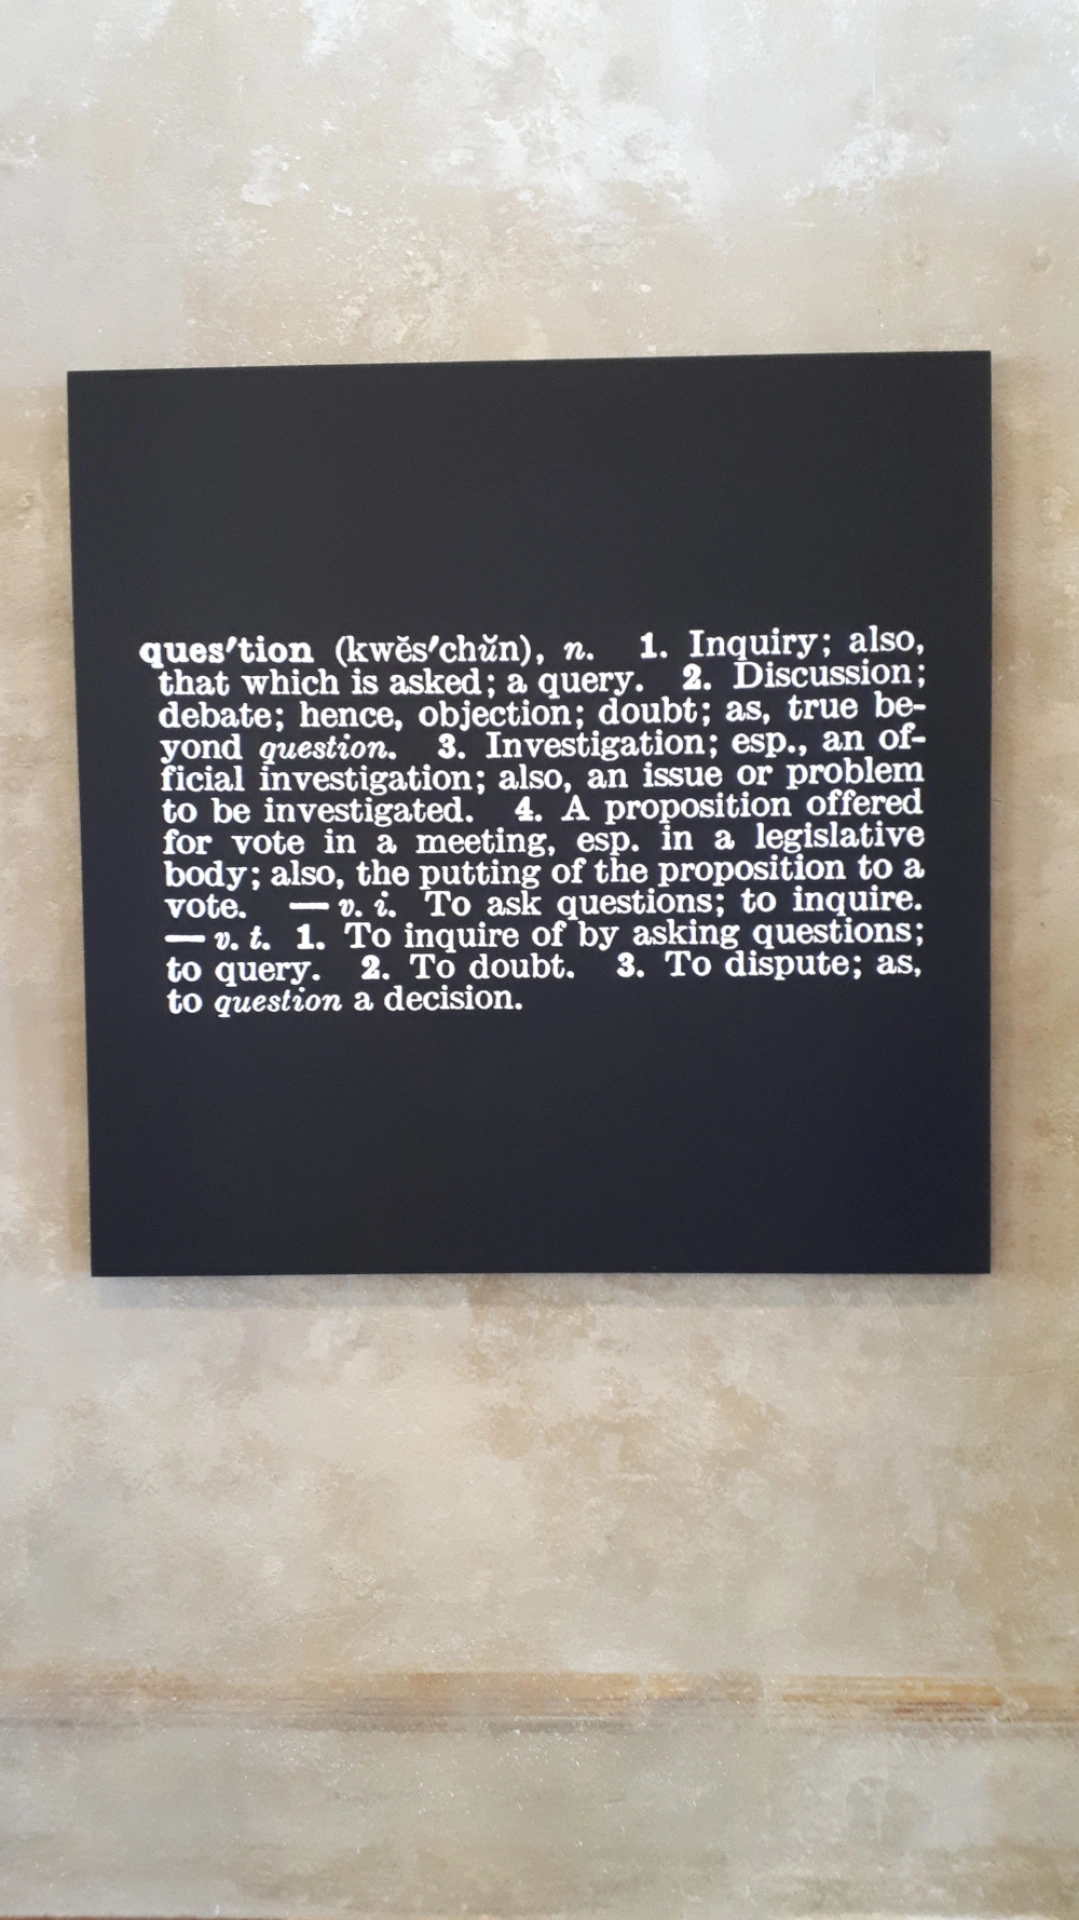 ques′tion (kwĕs′chŭn), n. 1. Inquiry; also,
that which is asked; a query. 2. Discussion;
debate; hence, objection; doubt; as, true be-
yond question. 3. Investigation; esp., an of-
ficial investigation; also, an issue or problem
to be investigated. 4. A proposition offered
for vote in a meeting, esp. in a legislative
body; also, the putting of the proposition to a
vote. — v. i. To ask questions; to inquire.
— v. t. 1. To inquire of by asking questions;
to query. 2. To doubt. 3. To dispute; as,
to question a decision.